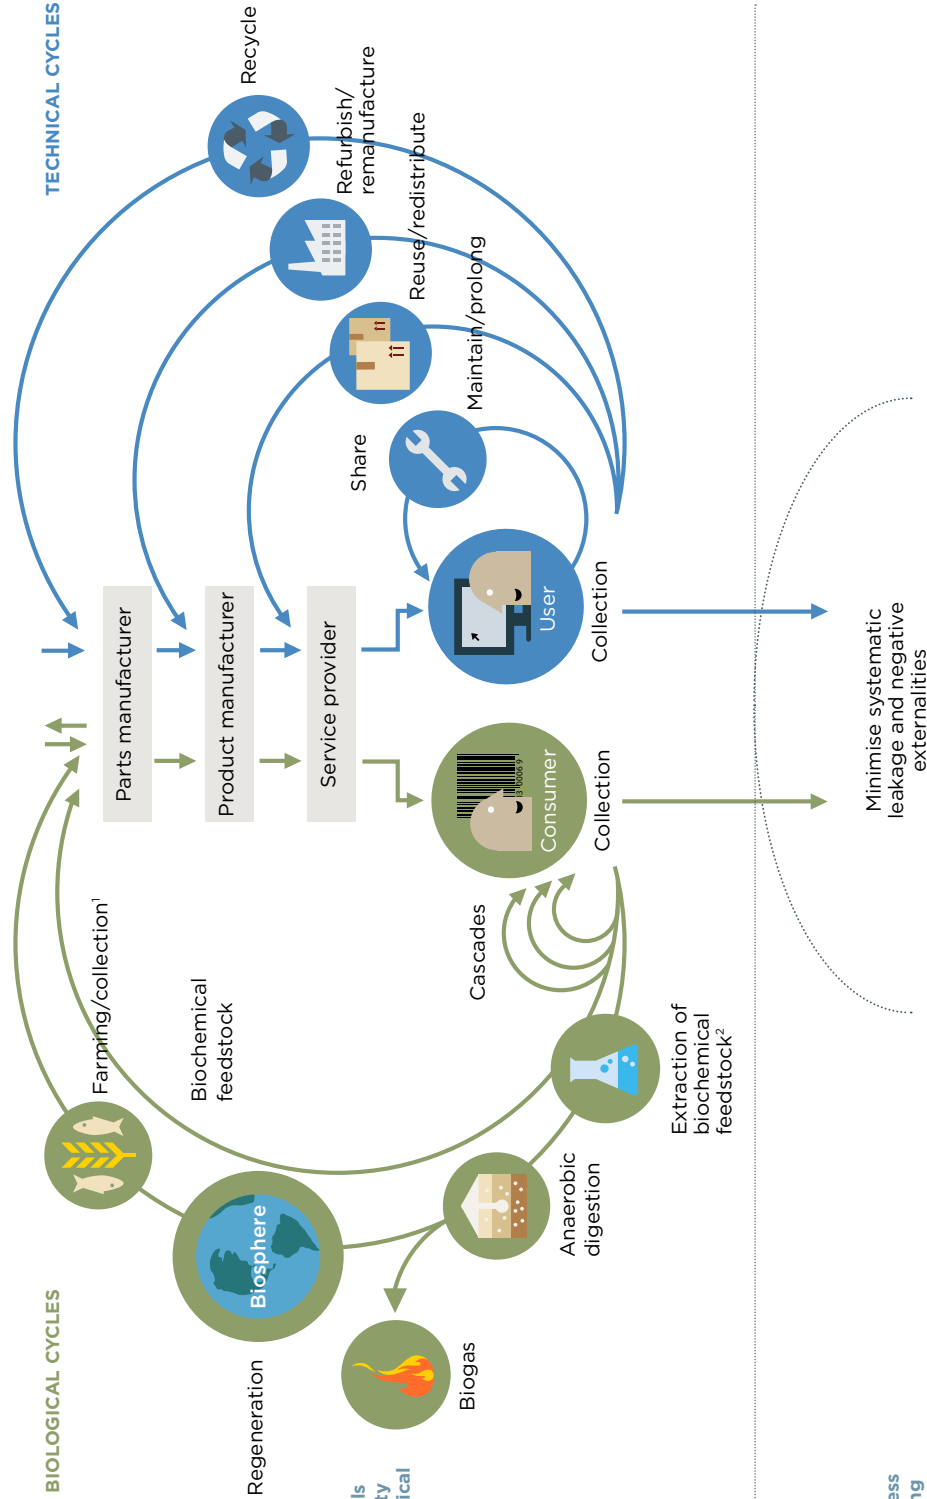 BIOLOGICAL CYCLES
TECHNICAL CYCLES
Farming/collection1
Parts manufacturer
Recycle
Biochemical
feedstock
Product manufacturer
Refurbish/
remanufacture
Regeneration
Biosphere
Service provider
Reuse/redistribute
Share
Maintain/prolong
Biogas
Cascades
Consumer
User
Anaerobic
digestion
Collection
Collection
Extraction of
biochemical
feedstock2
Minimise systematic
leakage and negative
externalities